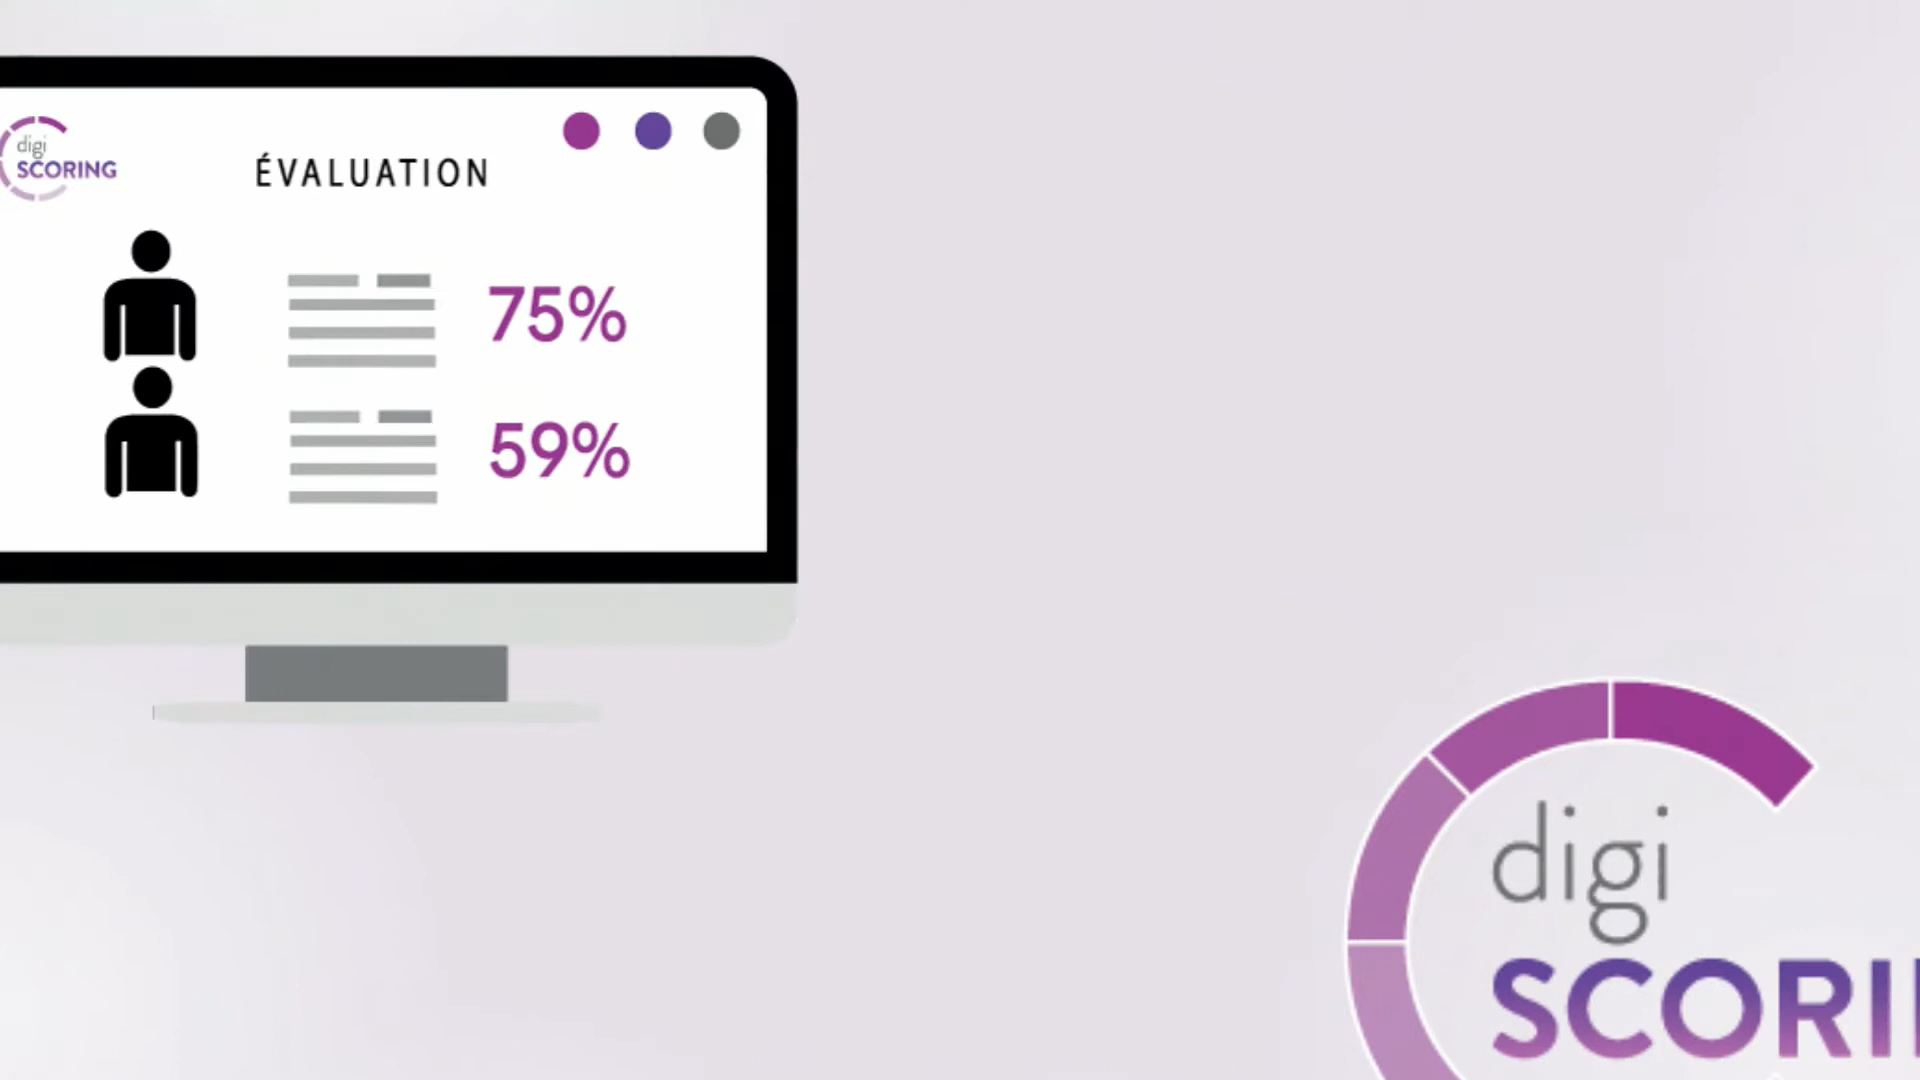 digi
SCORING
ÉVALUATION
75%
59%
digi
SCORI